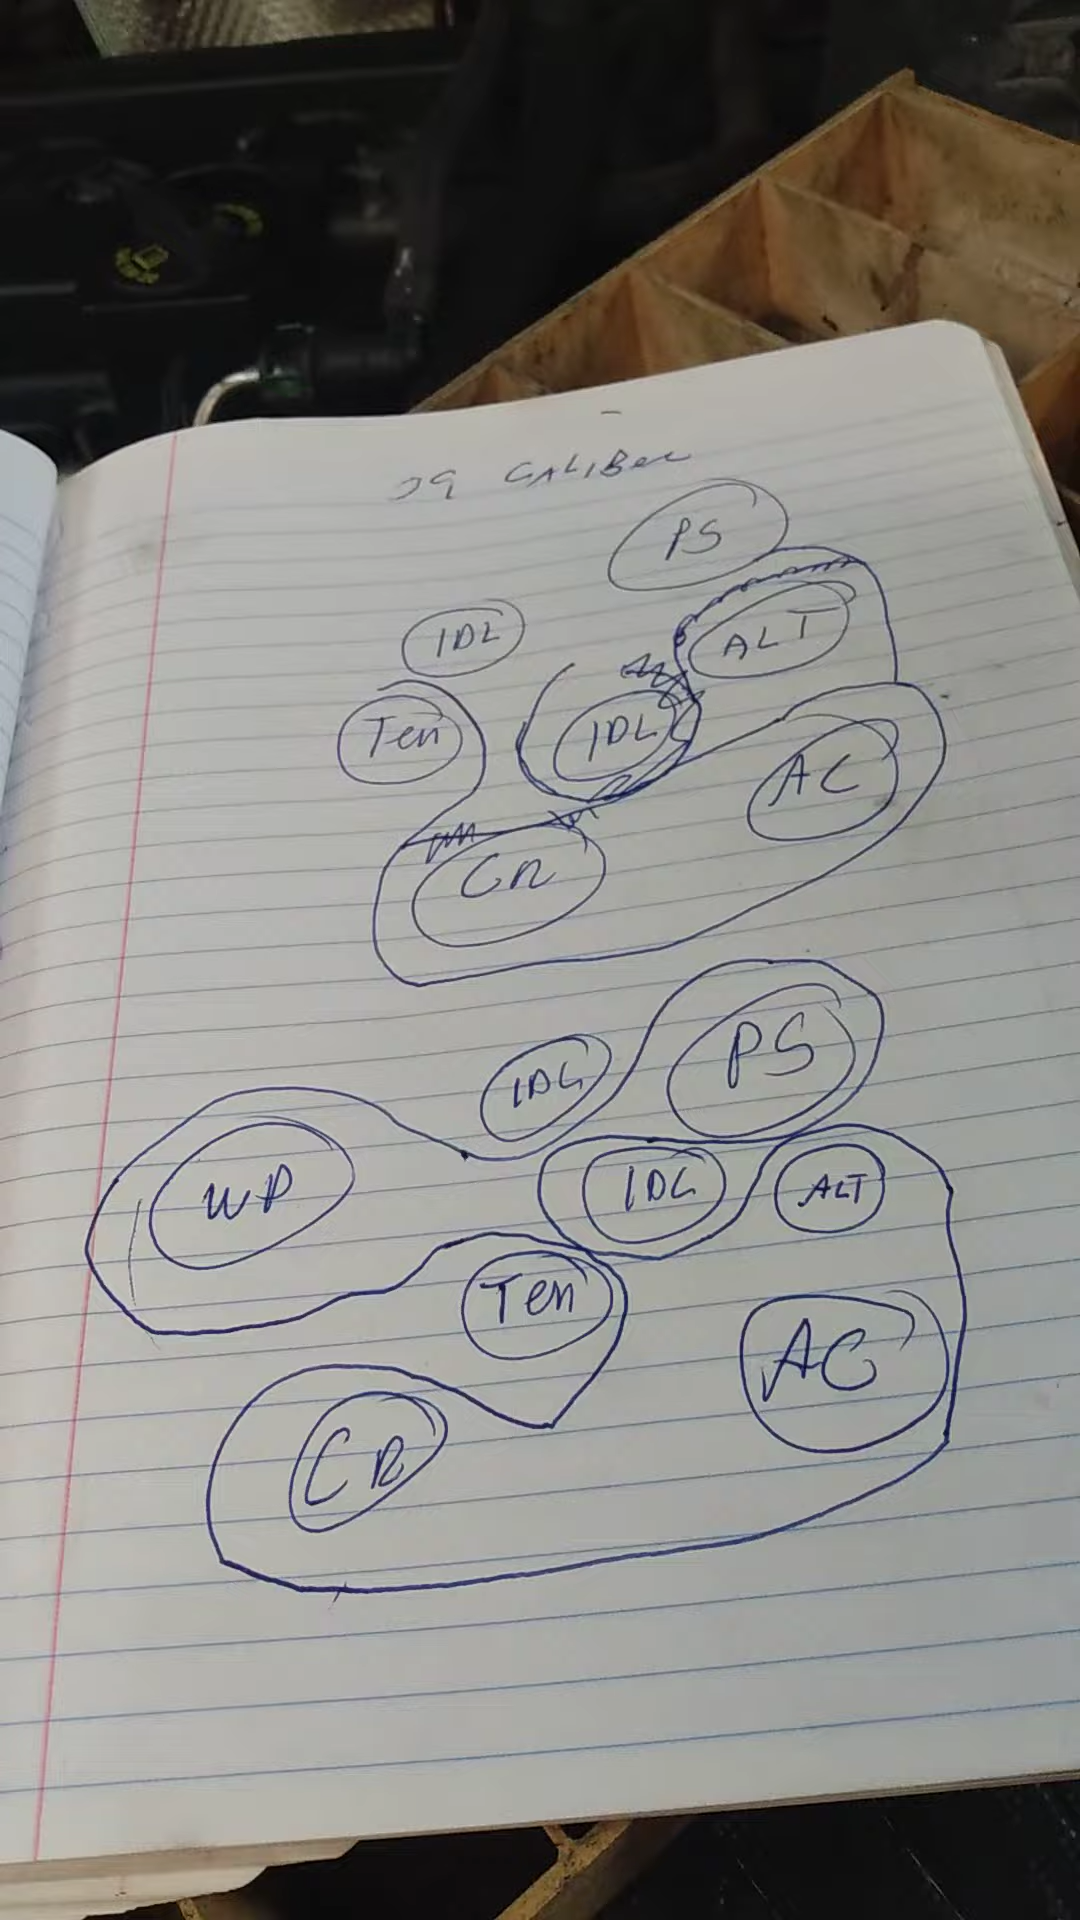 09 CALIBER
PS
IDL
ALT
Ten
IDL
AC
CR
IDL
PS
WP
IDL
ALT
Ten
AC
CR